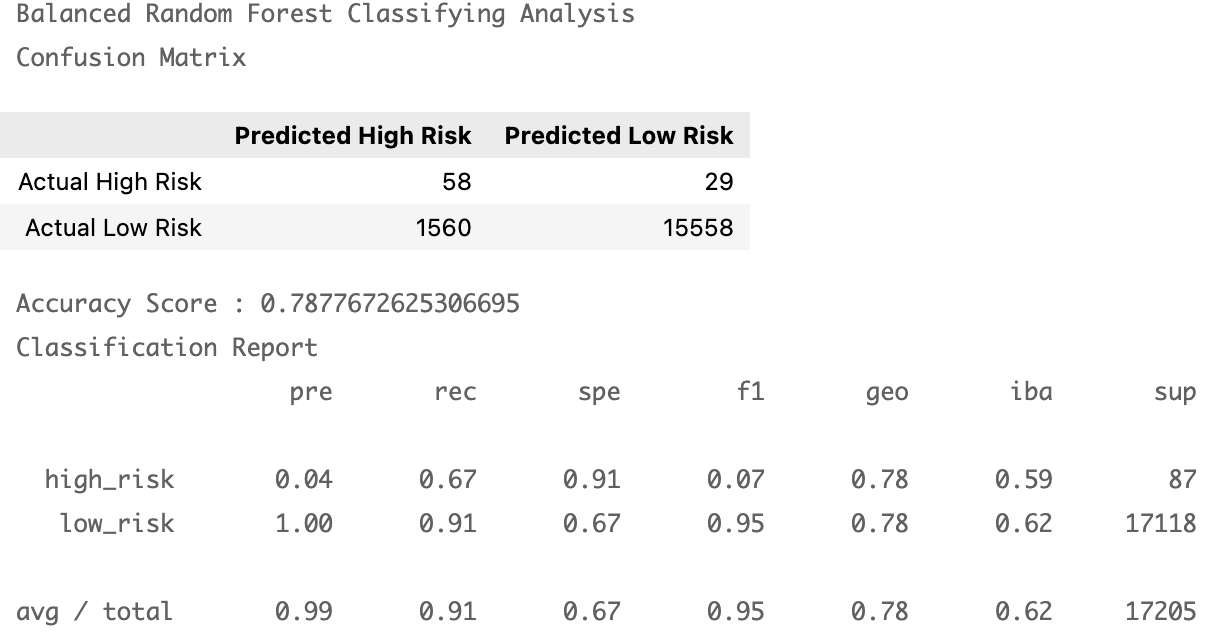 Balanced Random Forest Classifying Analysis
Confusion Matrix
Predicted High Risk Predicted Low Risk
Actual High Risk 58 29
Actual Low Risk 1560 15558
Accuracy Score : 0.7877672625306695
Classification Report
pre rec spe f1 geo iba sup
high_risk 0.04 0.67 0.91 0.07 0.78 0.59 87
low_risk 1.00 0.91 0.67 0.95 0.78 0.62 17118
avg / total 0.99 0.91 0.67 0.95 0.78 0.62 17205